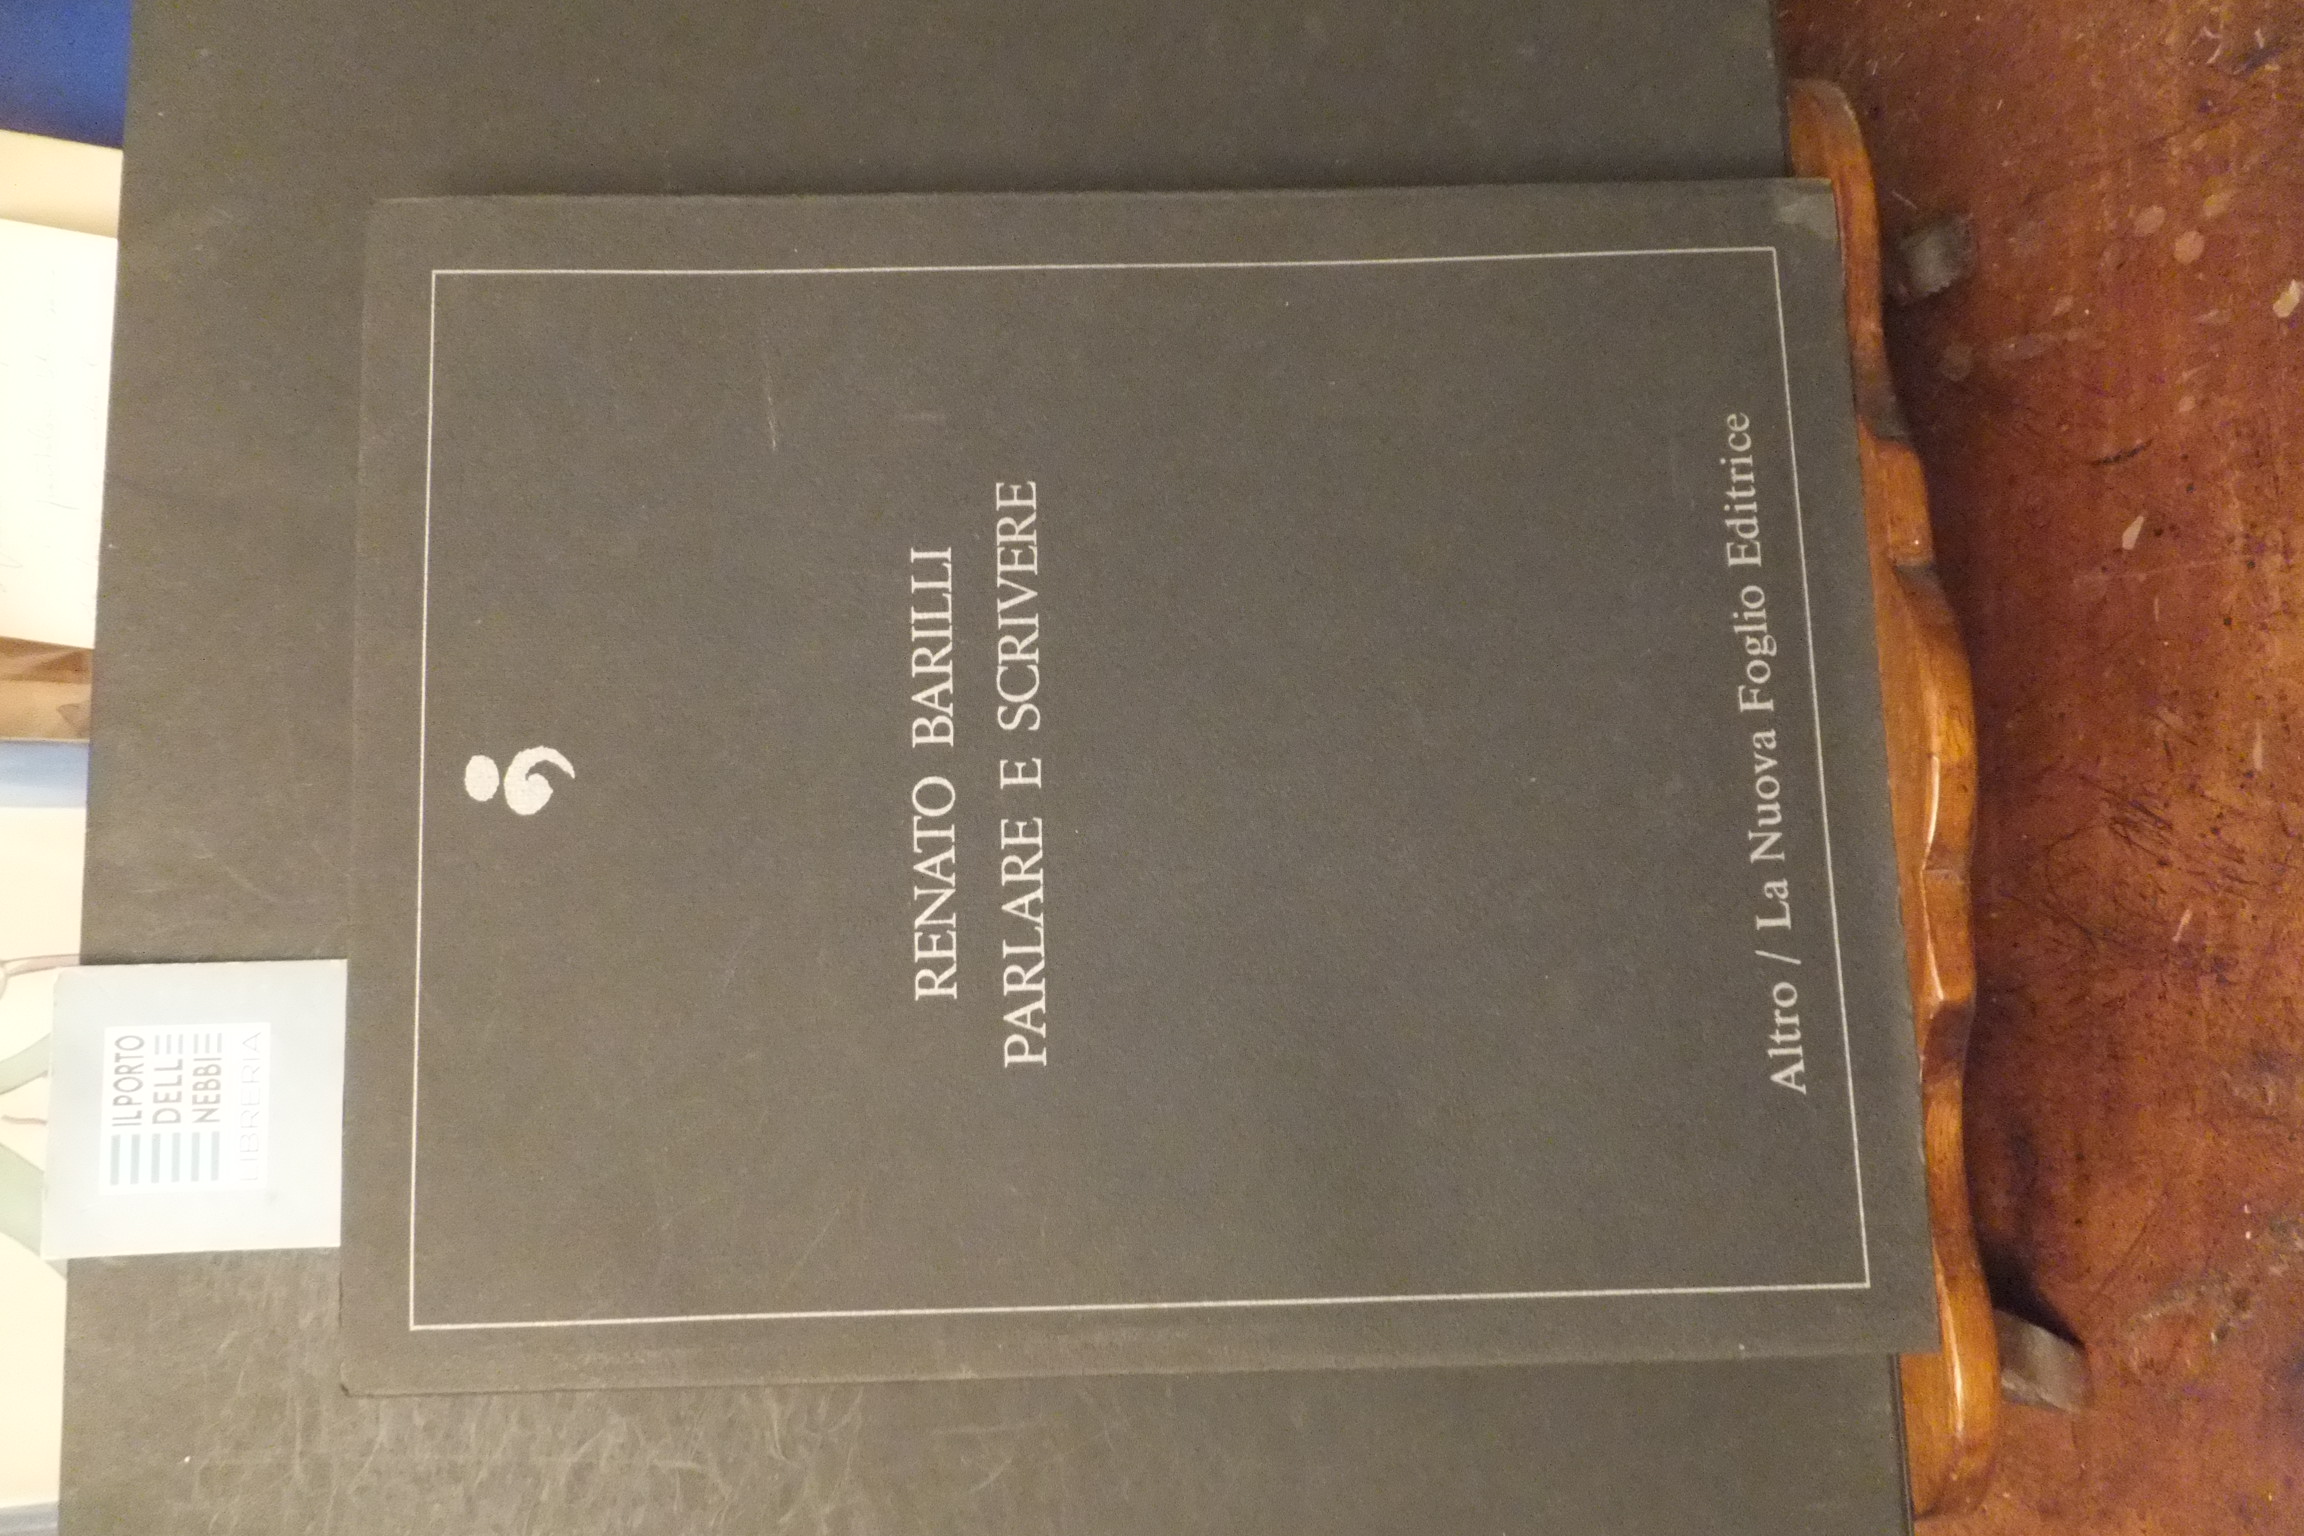 IL PORTO
DELLE
NEBBIE
LIBRERIA
RENATO BARILLI
PARLARE E SCRIVERE
Altro / La Nuova Foglio Editrice